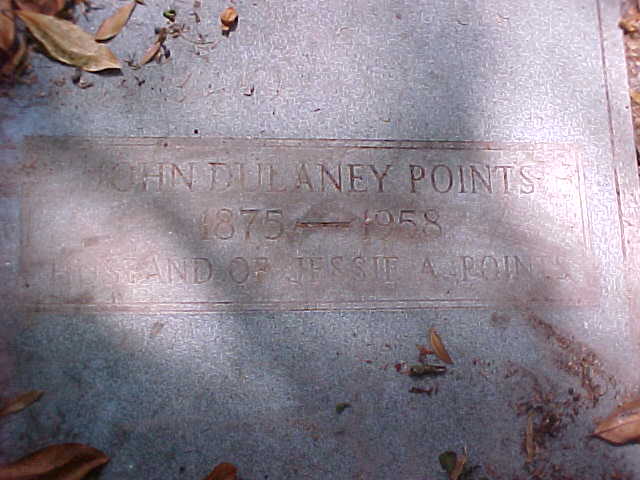 JOHN DULANEY POINTS
1875 — 1958
HUSBAND OF JESSIE A. POINTS